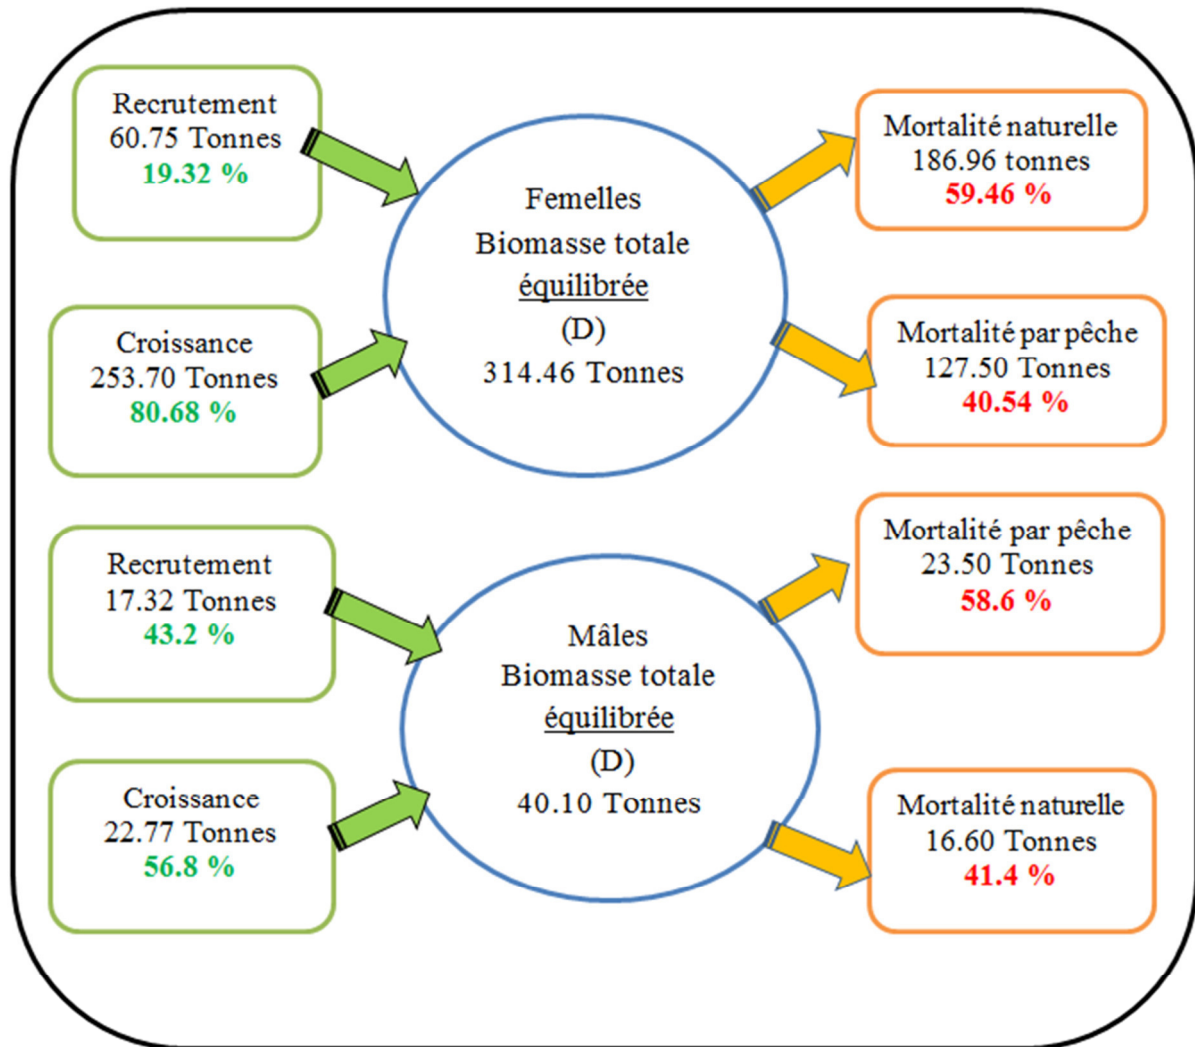 Recrutement
60.75 Tonnes
19.32 %
Croissance
253.70 Tonnes
80.68 %
Femelles
Biomasse totale
équilibrée
(D)
314.46 Tonnes
Mortalité naturelle
186.96 tonnes
59.46 %
Mortalité par pêche
127.50 Tonnes
40.54 %
Recrutement
17.32 Tonnes
43.2 %
Croissance
22.77 Tonnes
56.8 %
Mâles
Biomasse totale
équilibrée
(D)
40.10 Tonnes
Mortalité par pêche
23.50 Tonnes
58.6 %
Mortalité naturelle
16.60 Tonnes
41.4 %